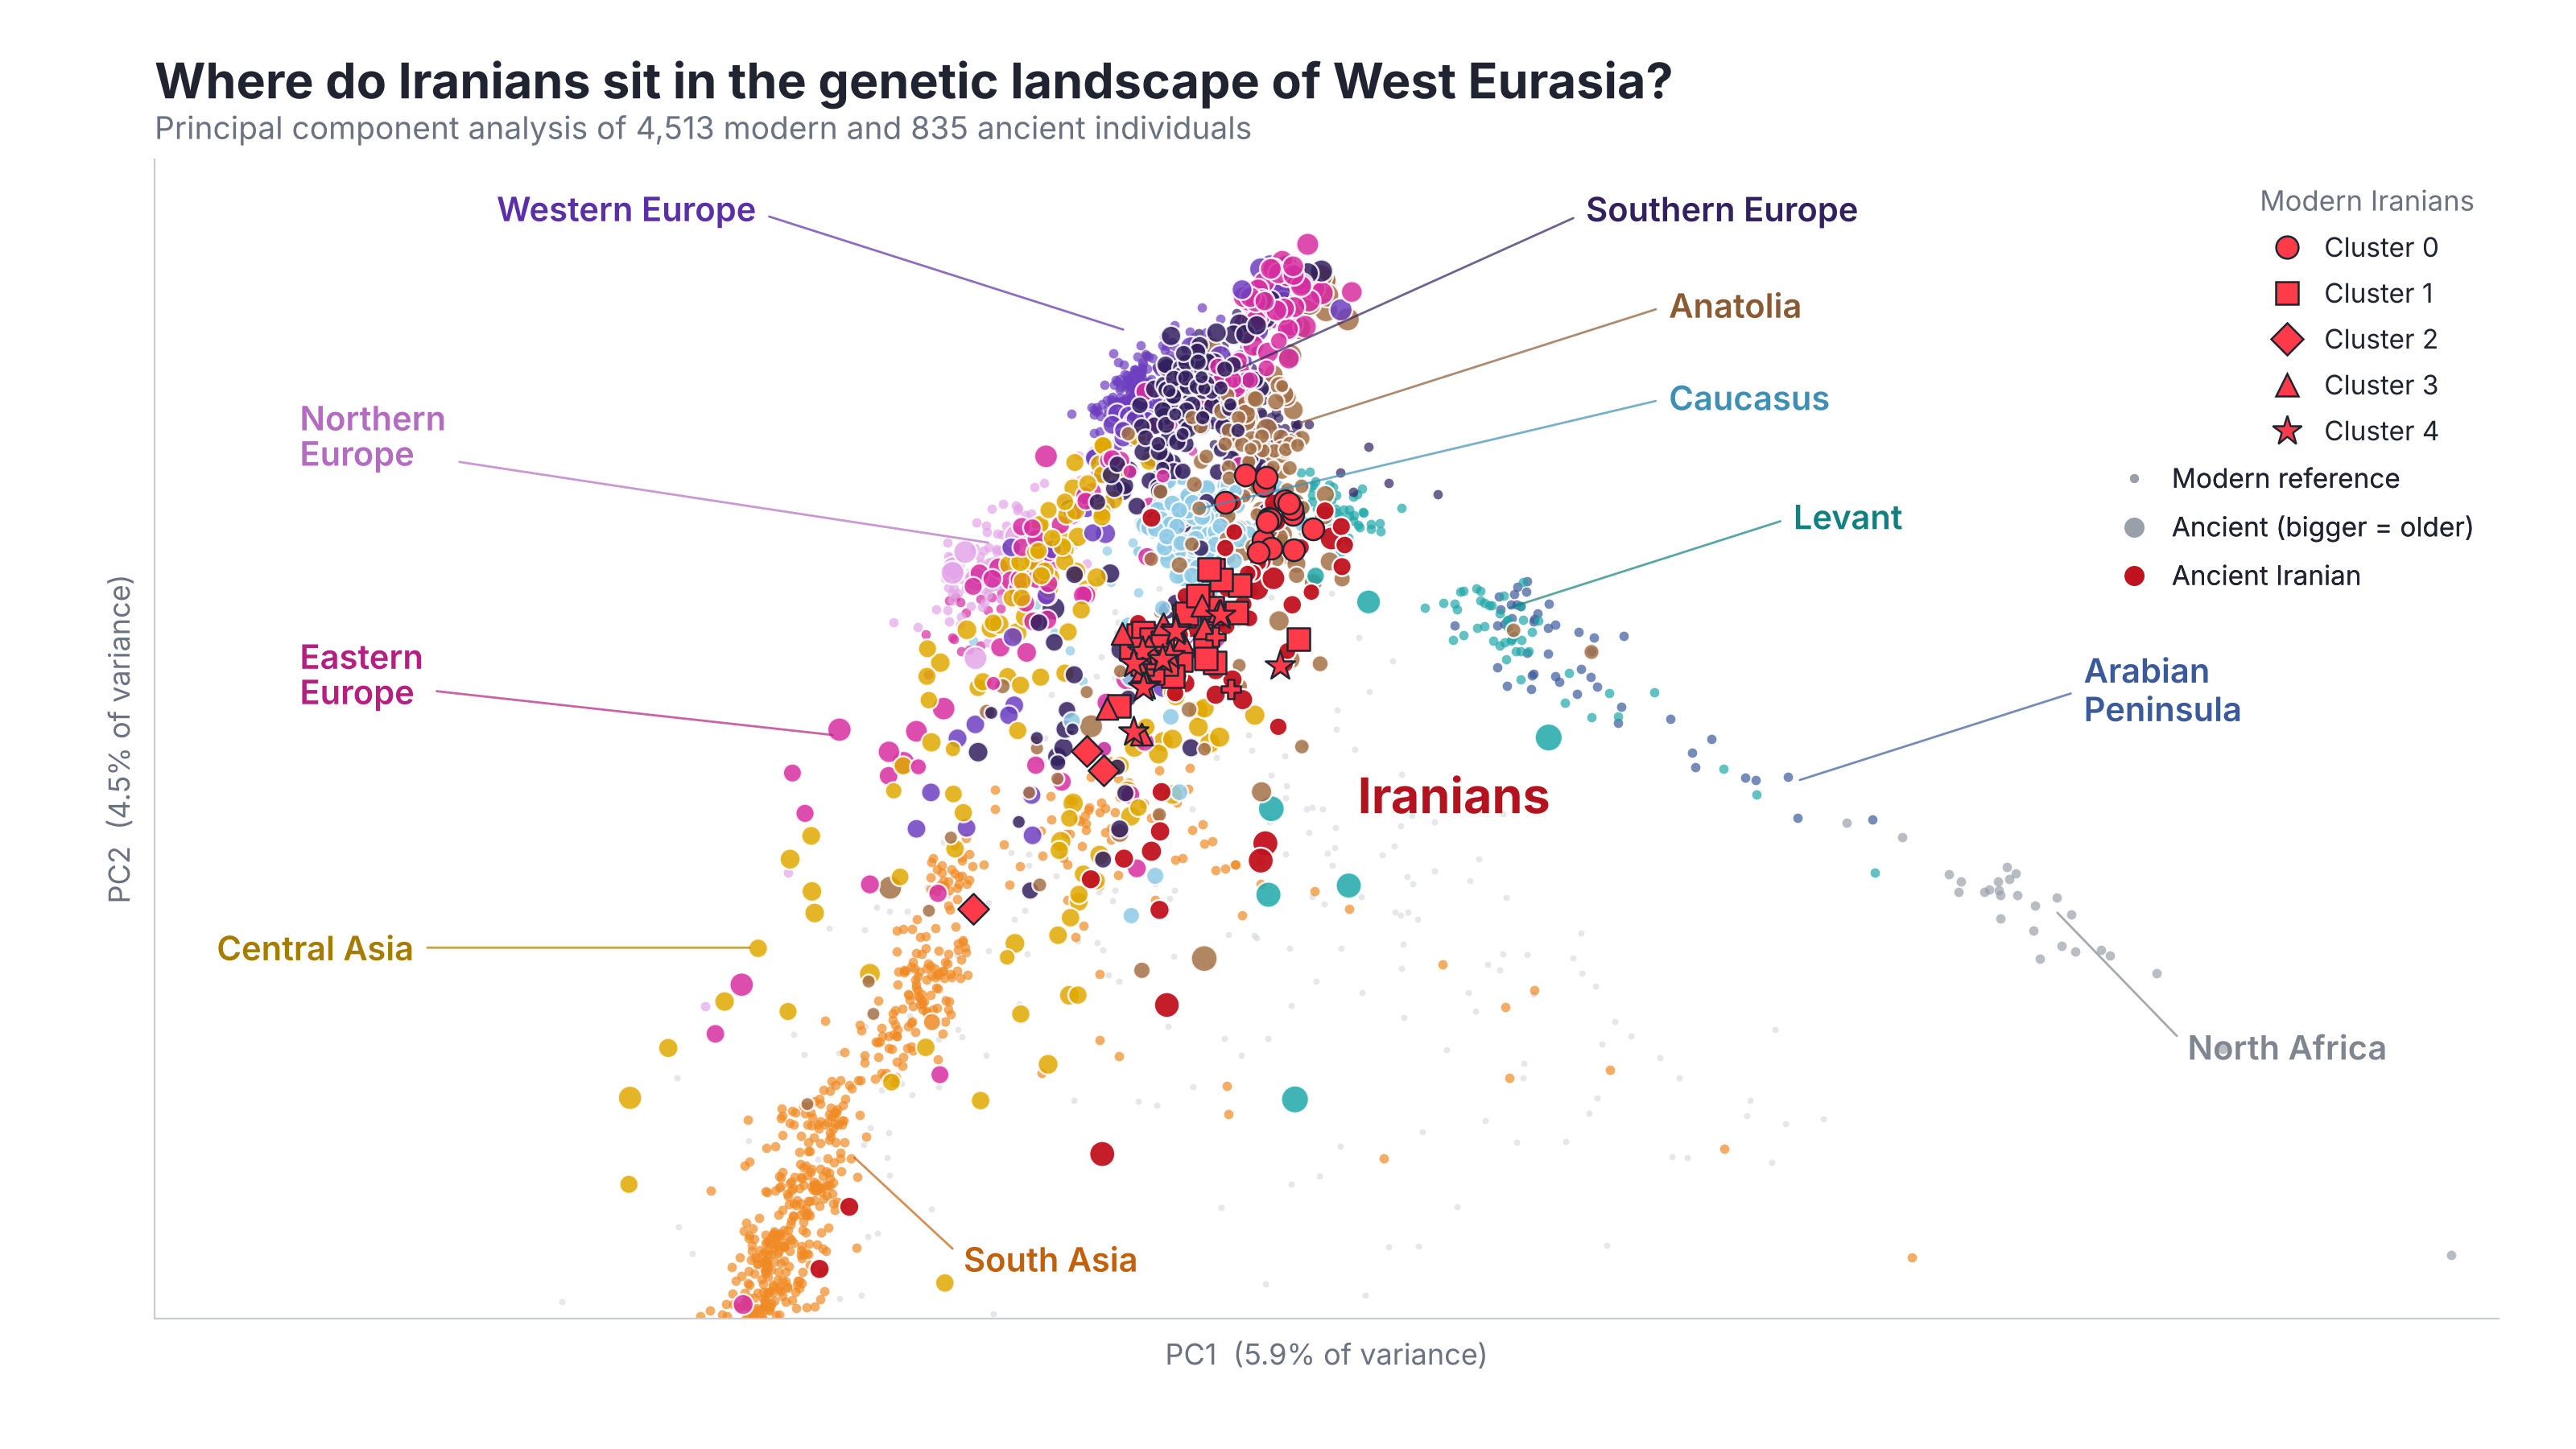 Where do Iranians sit in the genetic landscape of West Eurasia?
Principal component analysis of 4,513 modern and 835 ancient individuals
Western Europe
Southern Europe
Modern Iranians
Cluster 0
Cluster 1
Cluster 2
Cluster 3
Cluster 4
Modern reference
Ancient (bigger = older)
Ancient Iranian
Anatolia
Caucasus
Northern
Europe
Levant
Eastern
Europe
Arabian
Peninsula
Iranians
Central Asia
North Africa
South Asia
PC2 (4.5% of variance)
PC1 (5.9% of variance)